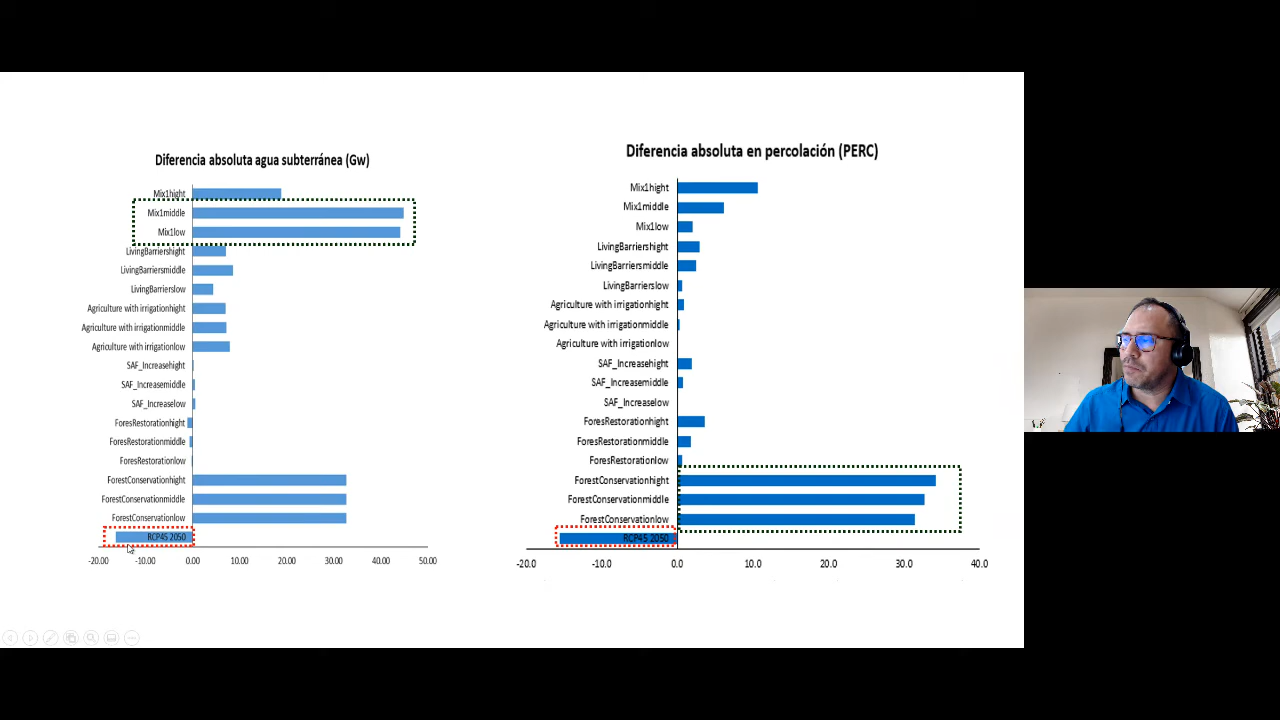 Diferencia absoluta agua subterránea (Gw)
Mix1hight
Mix1middle
Mix1low
LivingBarriershight
LivingBarriersmiddle
LivingBarrierslow
Agriculture with irrigationhight
Agriculture with irrigationmiddle
Agriculture with irrigationlow
SAF_Increasehight
SAF_Increasemiddle
SAF_Increaselow
ForesRestorationhight
ForesRestorationmiddle
ForesRestorationlow
ForestConservationhight
ForestConservationmiddle
ForestConservationlow
RCP45 2050
-20.00 -10.00 0.00 10.00 20.00 30.00 40.00 50.00
Diferencia absoluta en percolación (PERC)
Mix1hight
Mix1middle
Mix1low
LivingBarriershight
LivingBarriersmiddle
LivingBarrierslow
Agriculture with irrigationhight
Agriculture with irrigationmiddle
Agriculture with irrigationlow
SAF_Increasehight
SAF_Increasemiddle
SAF_Increaselow
ForesRestorationhight
ForesRestorationmiddle
ForesRestorationlow
ForestConservationhight
ForestConservationmiddle
ForestConservationlow
RCP45 2050
-20.0 -10.0 0.0 10.0 20.0 30.0 40.0